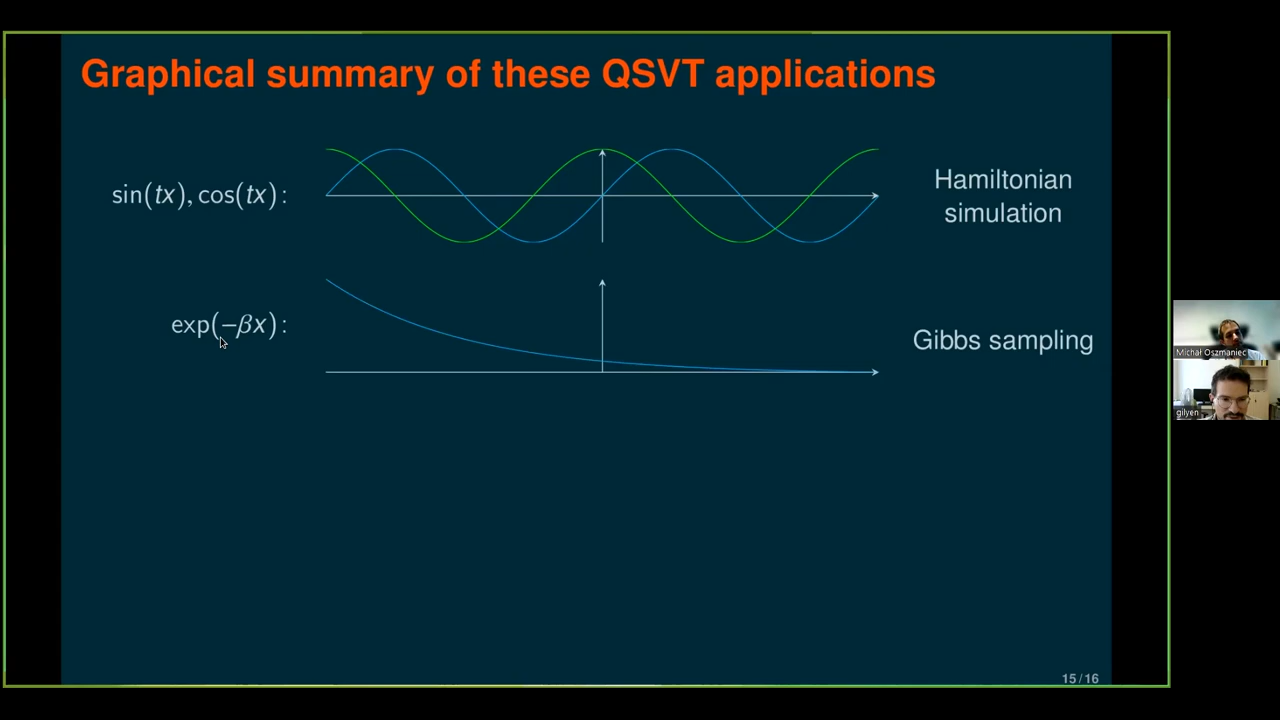 Graphical summary of these QSVT applications
sin(tx), cos(tx) :
Hamiltonian
simulation
exp(−βx) :
Gibbs sampling
Michał Oszmaniec
gilyen
15 / 16